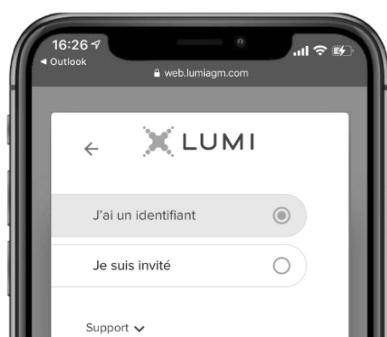 16:26
Outlook
web.lumiagm.com
LUMI
J'ai un identifiant
Je suis invité
Support